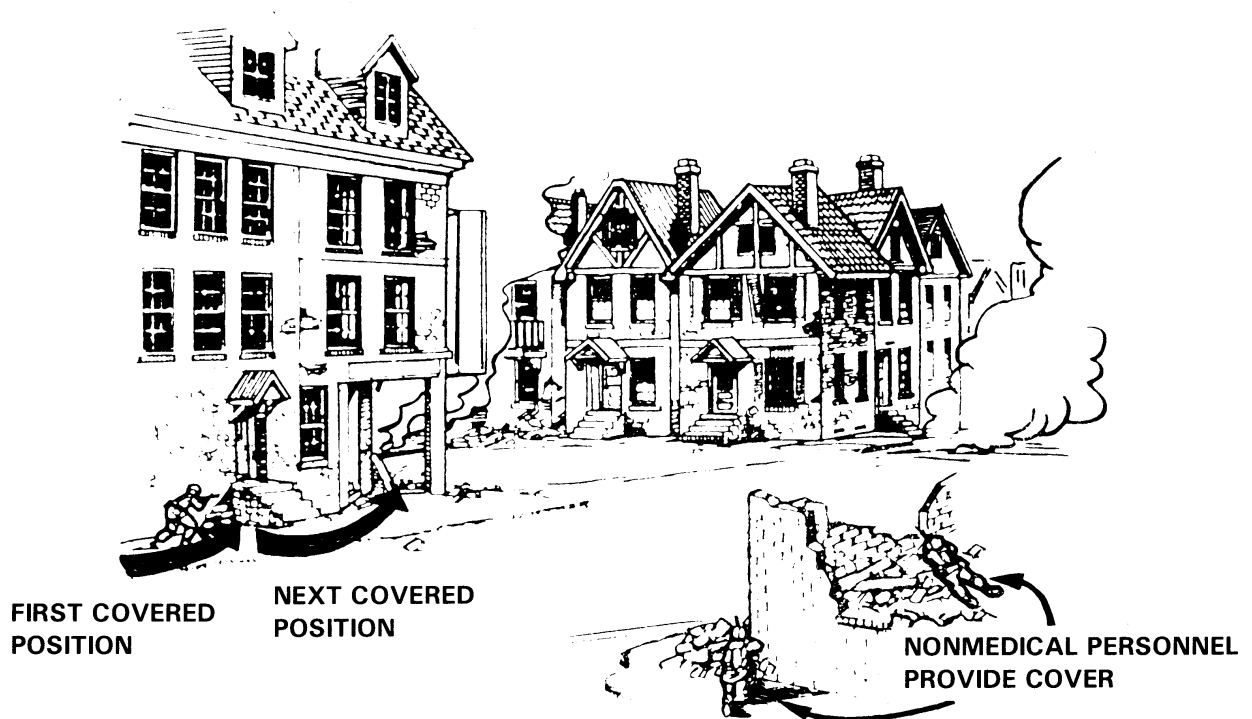 FIRST COVERED
POSITION
NEXT COVERED
POSITION
NONMEDICAL PERSONNEL
PROVIDE COVER